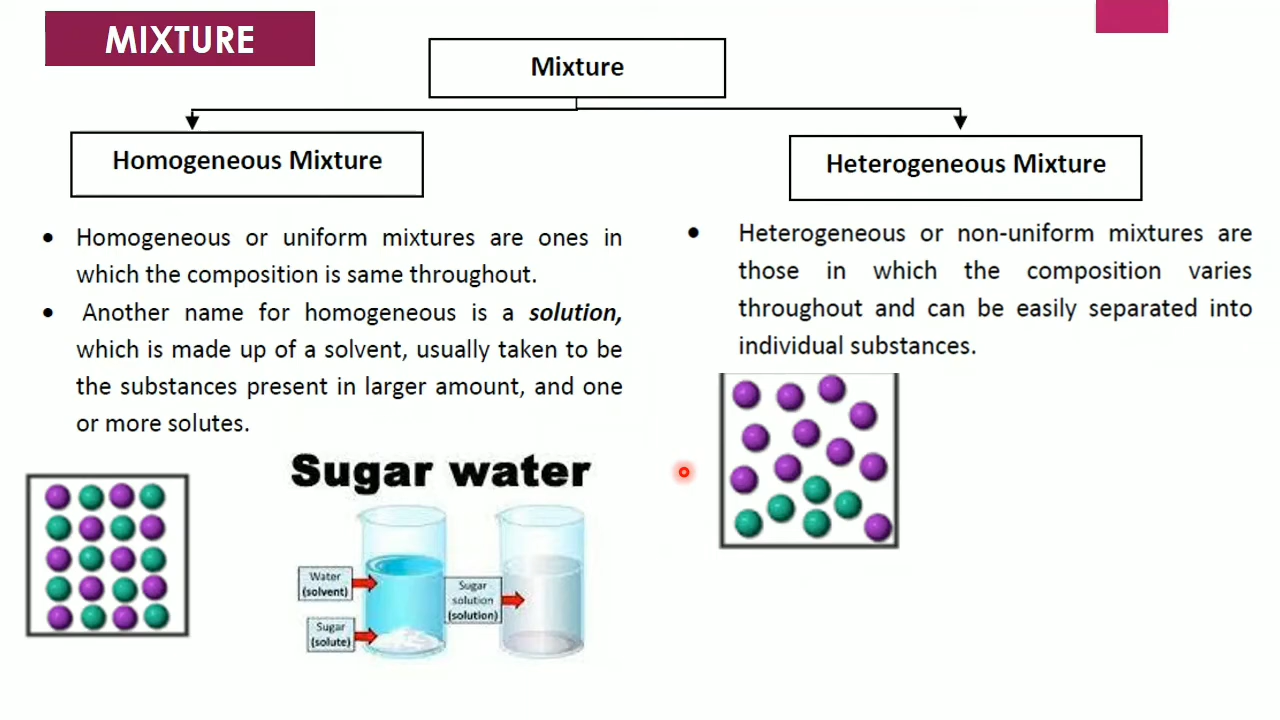 MIXTURE
Mixture
Homogeneous Mixture
Heterogeneous Mixture
• Homogeneous or uniform mixtures are ones in
which the composition is same throughout.
• Another name for homogeneous is a solution,
which is made up of a solvent, usually taken to be
the substances present in larger amount, and one
or more solutes.
• Heterogeneous or non-uniform mixtures are
those in which the composition varies
throughout and can be easily separated into
individual substances.
Sugar water
Water
(solvent)
Sugar
(solute)
Sugar
solution
(solution)